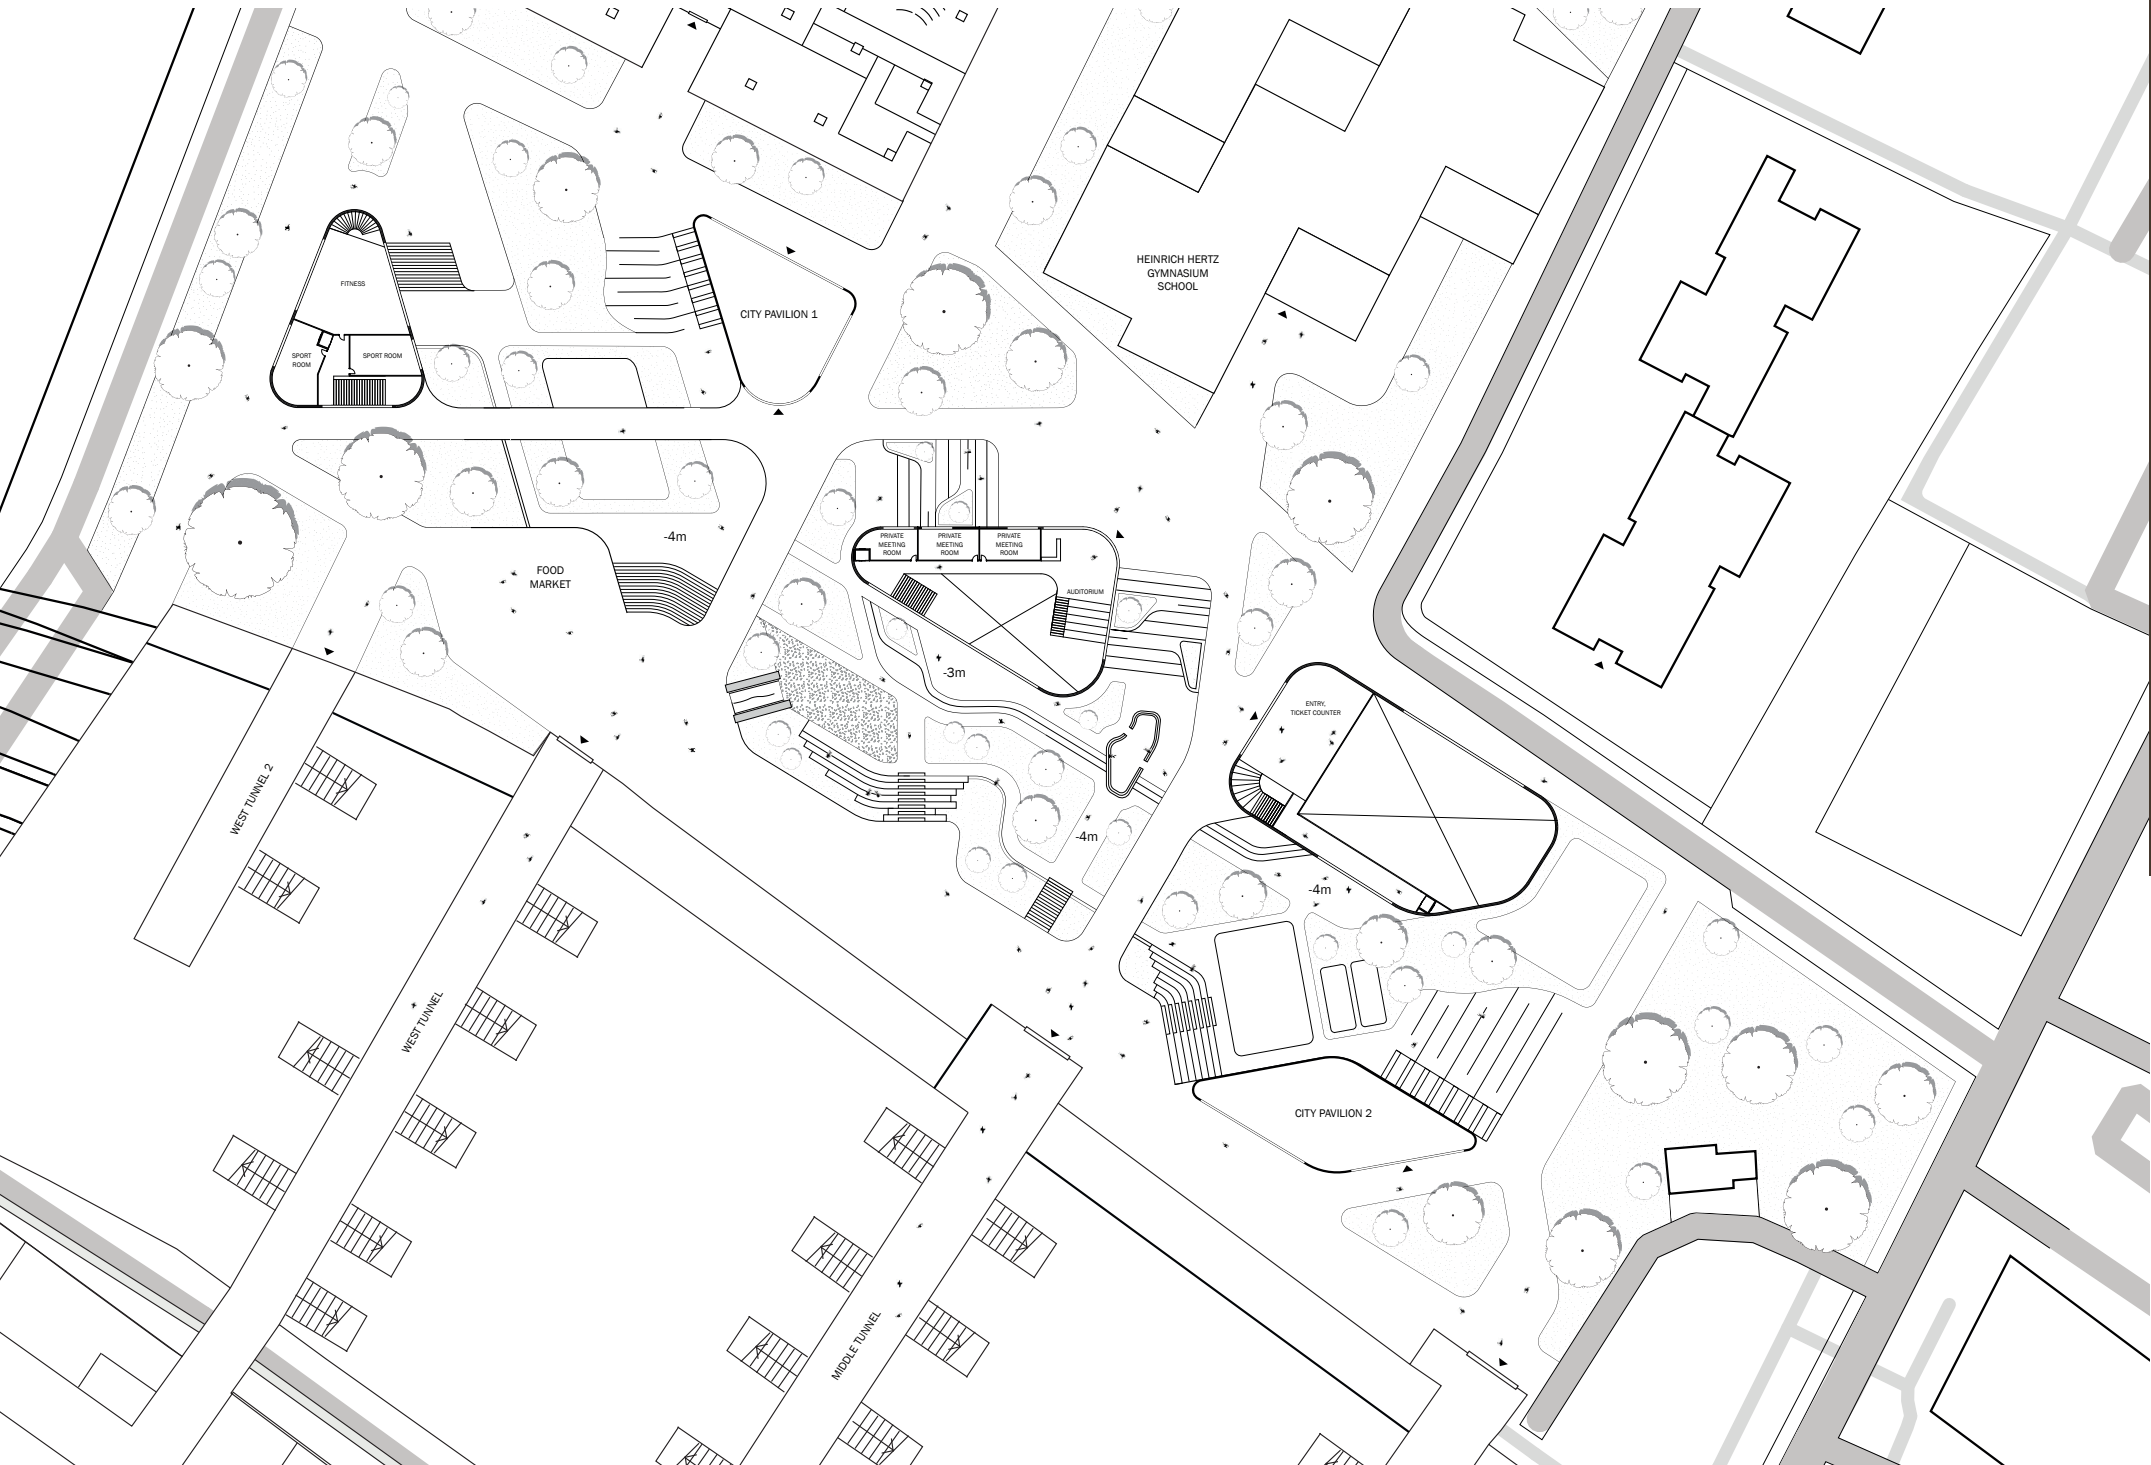 HEINRICH HERTZ
GYMNASIUM
SCHOOL
FITNESS
CITY PAVILION 1
SPORT
ROOM
SPORT ROOM
-4m
PRIVATE
MEETING
ROOM
PRIVATE
MEETING
ROOM
PRIVATE
MEETING
ROOM
FOOD
MARKET
AUDITORIUM
-3m
ENTRY,
TICKET COUNTER
WEST TUNNEL 2
-4m
-4m
WEST TUNNEL
CITY PAVILION 2
MIDDLE TUNNEL